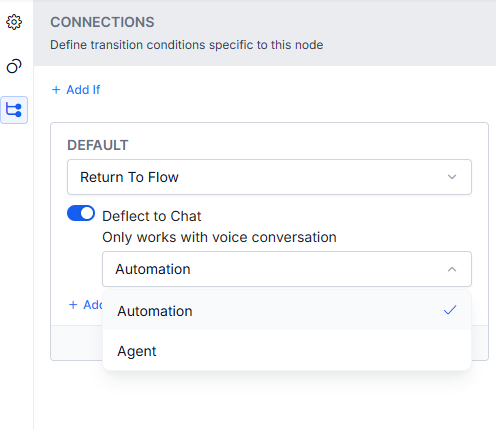 CONNECTIONS
Define transition conditions specific to this node
+ Add If
DEFAULT
Return To Flow
Deflect to Chat
Only works with voice conversation
Automation
+ Add
Automation
Agent